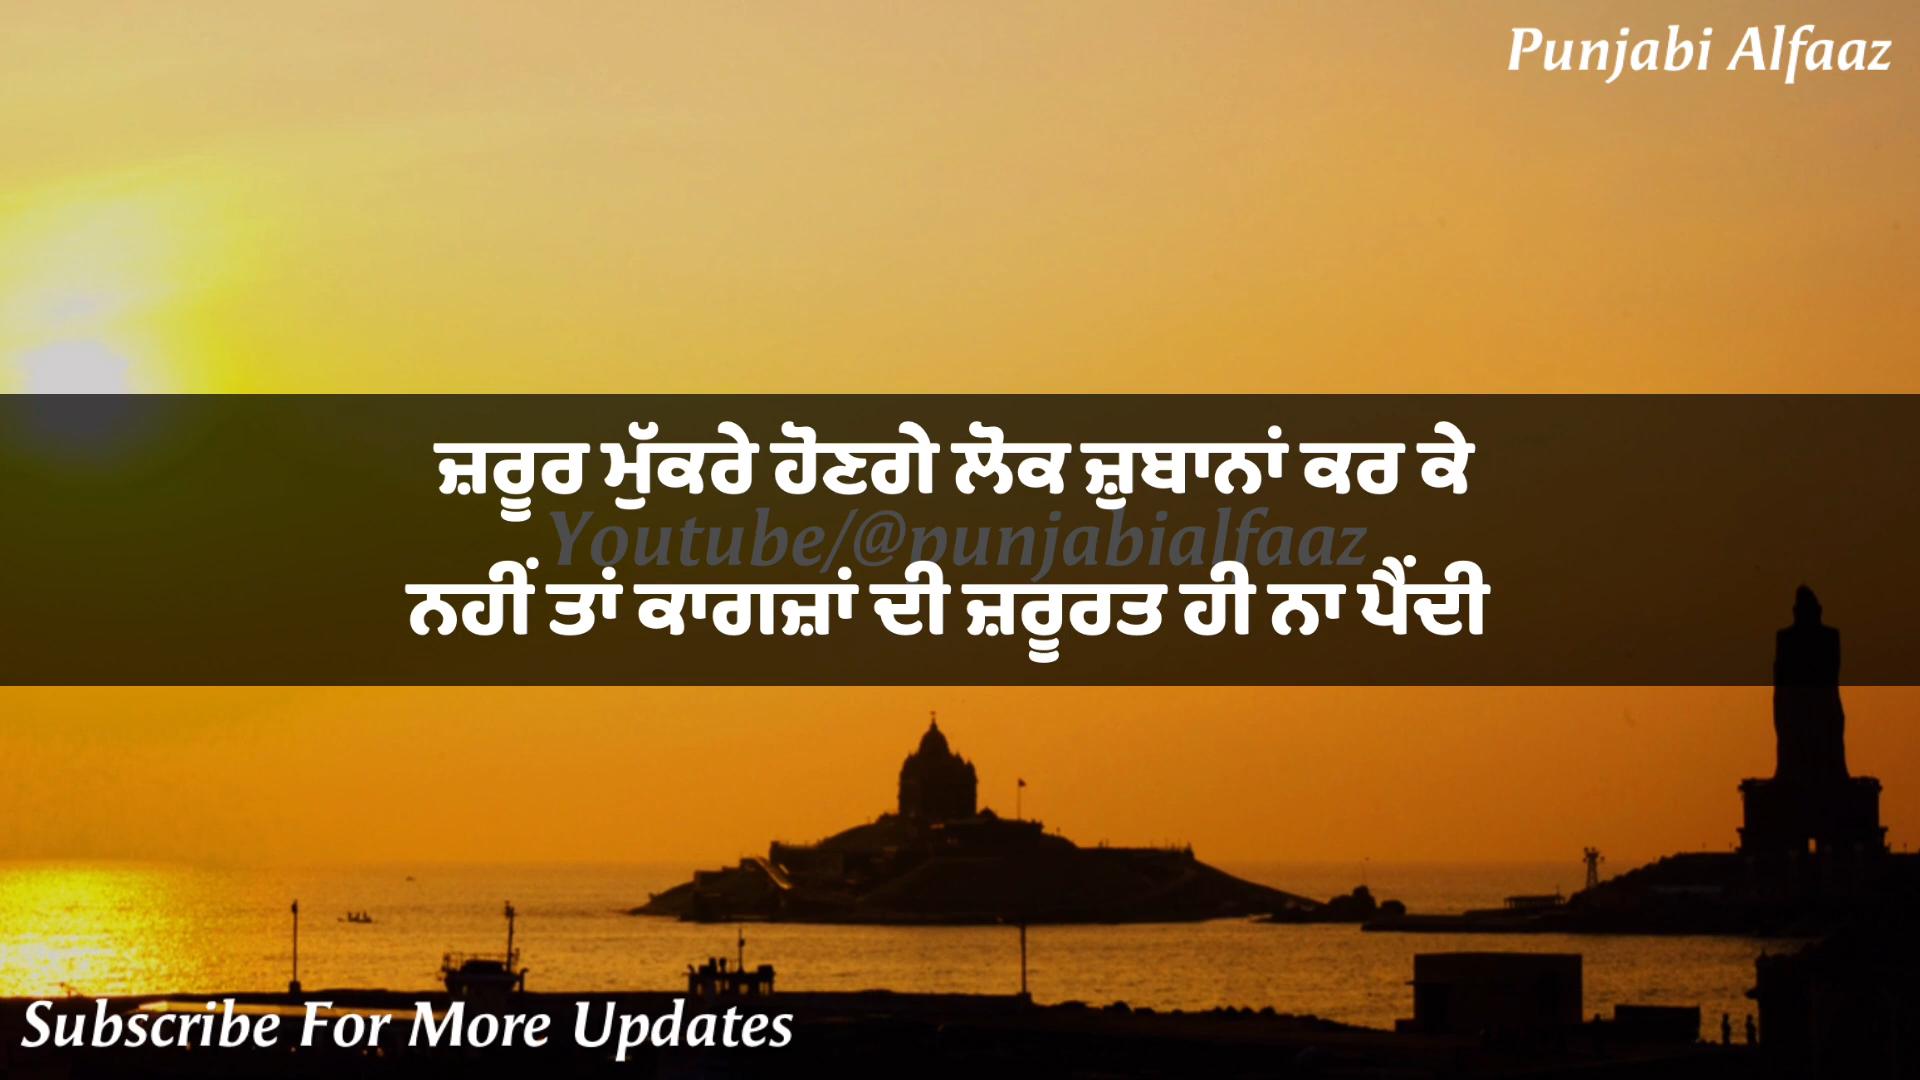 Punjabi Alfaaz
ਜ਼ਰੂਰ ਮੁੱਕਰੇ ਹੋਣਗੇ ਲੋਕ ਜ਼ੁਬਾਨਾਂ ਕਰ ਕੇ
Youtube/@punjabialfaaz
ਨਹੀਂ ਤਾਂ ਕਾਗਜ਼ਾਂ ਦੀ ਜ਼ਰੂਰਤ ਹੀ ਨਾ ਪੈਂਦੀ
Subscribe For More Updates